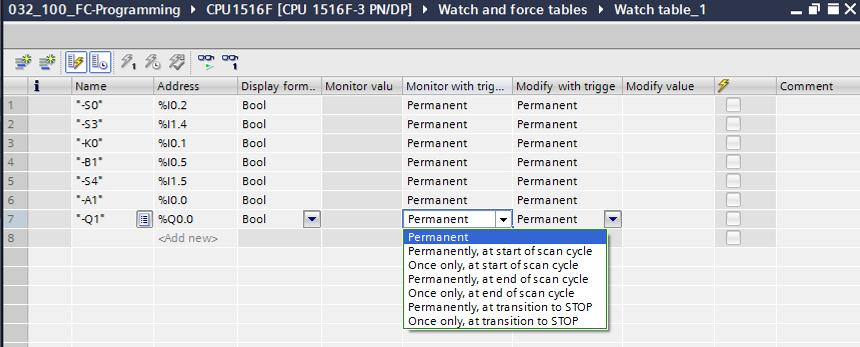 032_100_FC-Programming ▸ CPU1516F [CPU 1516F-3 PN/DP] ▸ Watch and force tables ▸ Watch table_1
i Name Address Display form... Monitor valu Monitor with trig... Modify with trigge Modify value Comment
1 "-S0" %I0.2 Bool Permanent Permanent
2 "-S3" %I1.4 Bool Permanent Permanent
3 "-K0" %I0.1 Bool Permanent Permanent
4 "-B1" %I0.5 Bool Permanent Permanent
5 "-S4" %I1.5 Bool Permanent Permanent
6 "-A1" %I0.0 Bool Permanent Permanent
7 "-Q1" %Q0.0 Bool Permanent Permanent
8 <Add new>
Permanent
Permanently, at start of scan cycle
Once only, at start of scan cycle
Permanently, at end of scan cycle
Once only, at end of scan cycle
Permanently, at transition to STOP
Once only, at transition to STOP